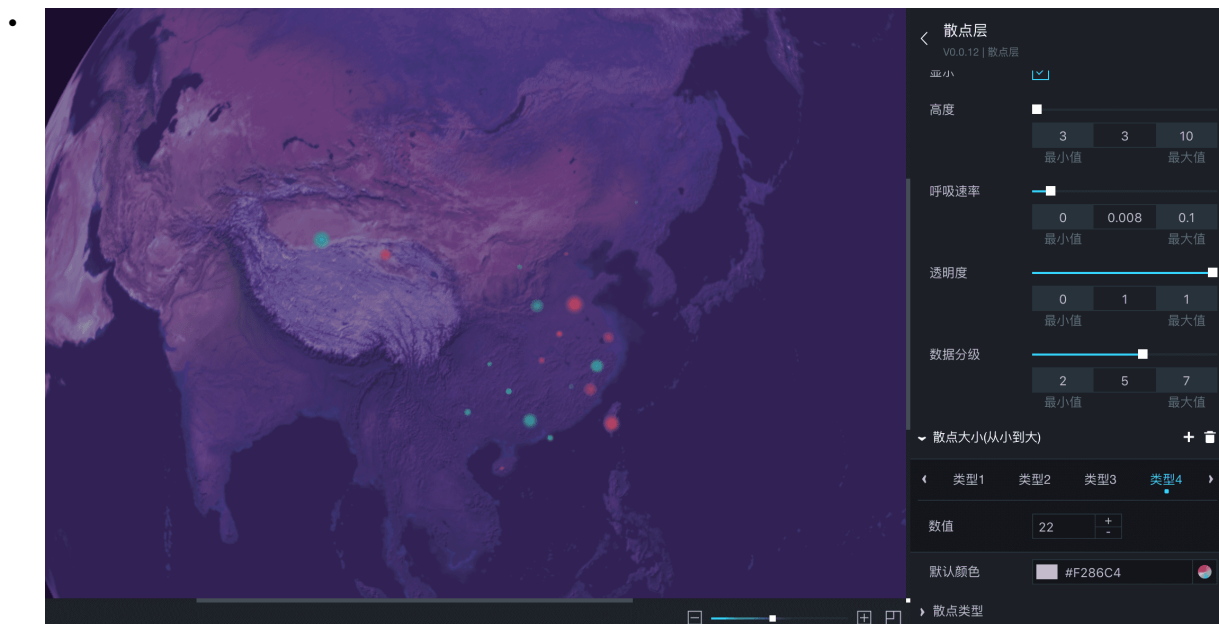 散点层
V0.0.12 | 散点层
显示
高度
3 3 10
最小值 最大值
呼吸速率
0 0.008 0.1
最小值 最大值
透明度
0 1 1
最小值 最大值
数据分级
2 5 7
最小值 最大值
散点大小(从小到大)
类型1 类型2 类型3 类型4
数值 22 + -
默认颜色 #F286C4
散点类型